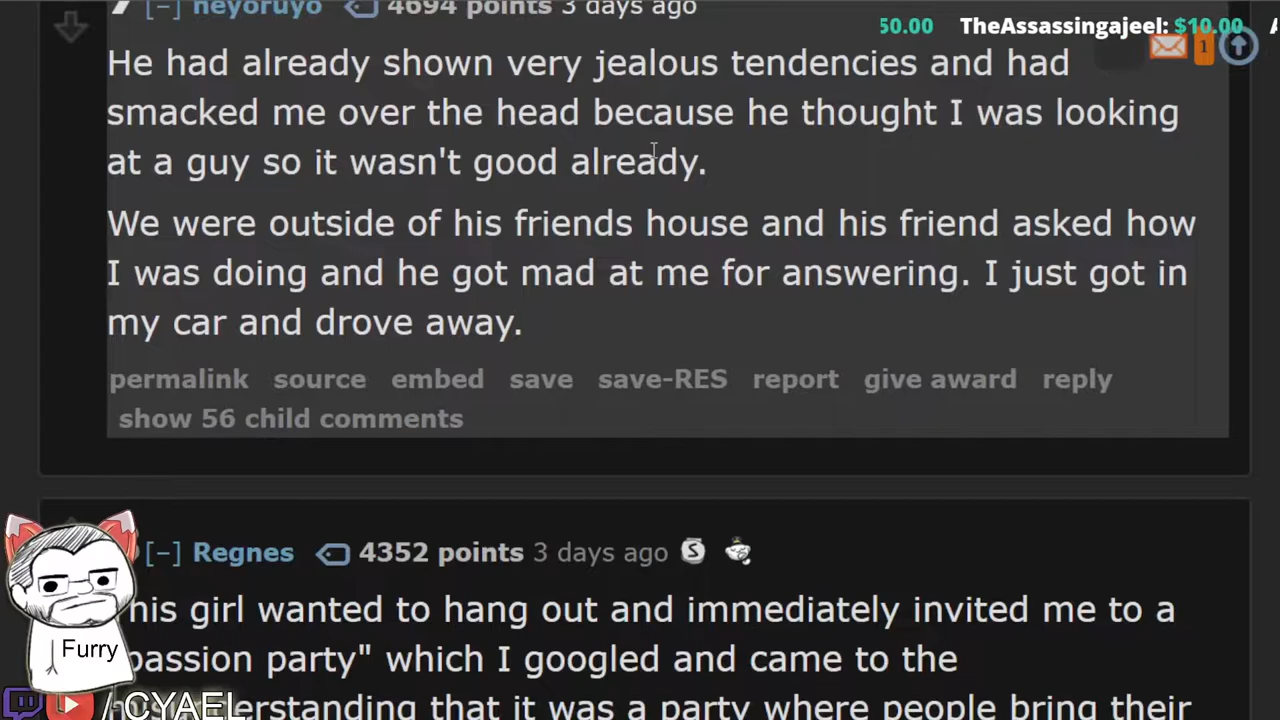 [–] neyoruyo 4694 points 3 days ago
50.00 TheAssassingajeel: $10.00
1
He had already shown very jealous tendencies and had
smacked me over the head because he thought I was looking
at a guy so it wasn't good already.
We were outside of his friends house and his friend asked how
I was doing and he got mad at me for answering. I just got in
my car and drove away.
permalink source embed save save-RES report give award reply
show 56 child comments
[–] Regnes 4352 points 3 days ago S
his girl wanted to hang out and immediately invited me to a
passion party" which I googled and came to the
erstanding that it was a party where people bring their
Furry
/ CYAEL